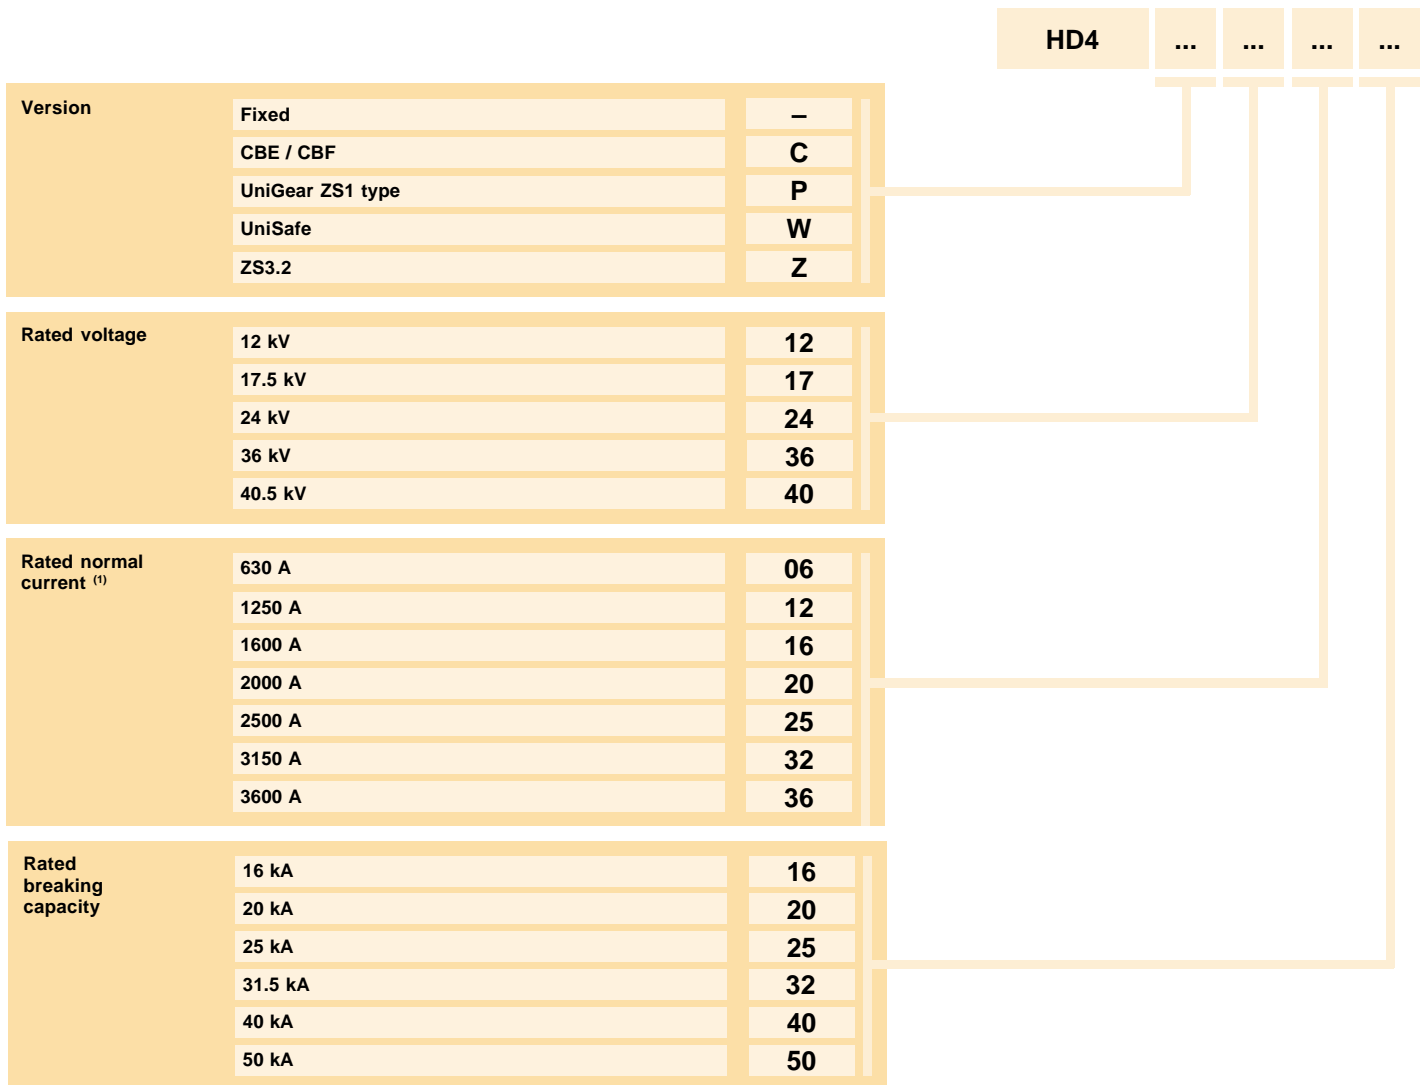 HD4 ... ... ... ...
Version
Fixed –
CBE / CBF C
UniGear ZS1 type P
UniSafe W
ZS3.2 Z
Rated voltage
12 kV 12
17.5 kV 17
24 kV 24
36 kV 36
40.5 kV 40
Rated normal
current (1)
630 A 06
1250 A 12
1600 A 16
2000 A 20
2500 A 25
3150 A 32
3600 A 36
Rated
breaking
capacity
16 kA 16
20 kA 20
25 kA 25
31.5 kA 32
40 kA 40
50 kA 50